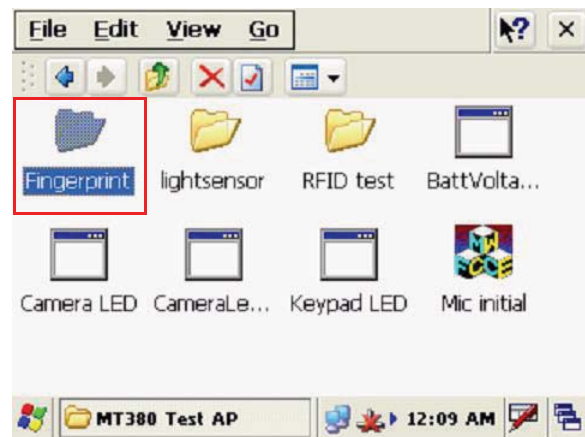 File Edit View Go ?
Fingerprint lightsensor RFID test BattVolta...
Camera LED CameraLe... Keypad LED Mic initial
MT380 Test AP 12:09 AM